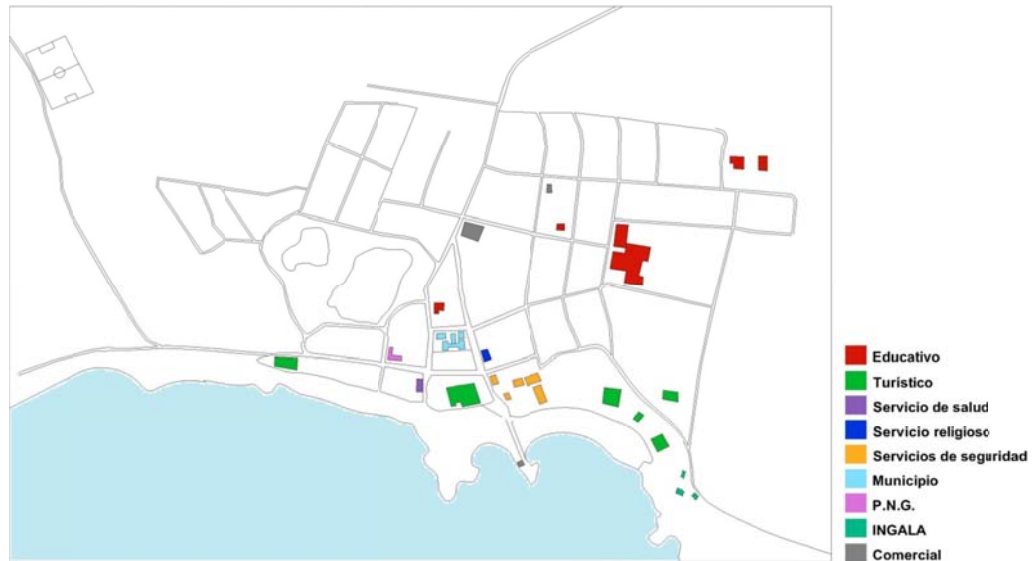 Educativo
Turístico
Servicio de salud
Servicio religioso
Servicios de seguridad
Municipio
P.N.G.
INGALA
Comercial